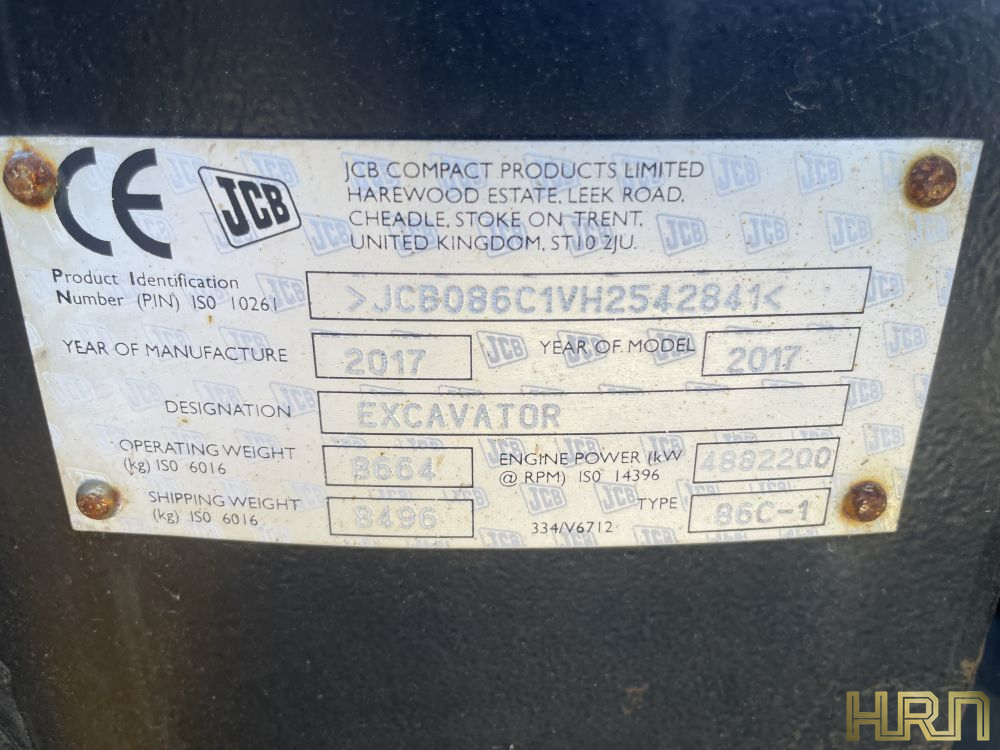 CE
JCB
JCB COMPACT PRODUCTS LIMITED
HAREWOOD ESTATE, LEEK ROAD,
CHEADLE, STOKE ON TRENT,
UNITED KINGDOM, ST10 2JU.
Product Identification
Number (PIN) ISO 10261
>JCB086C1VH2542841<
YEAR OF MANUFACTURE 2017 YEAR OF MODEL 2017
DESIGNATION EXCAVATOR
OPERATING WEIGHT
(kg) ISO 6016
8664
ENGINE POWER (kW
@ RPM) ISO 14396
4882200
SHIPPING WEIGHT
(kg) ISO 6016
8496
334/V6712
TYPE 86C-1
HRN